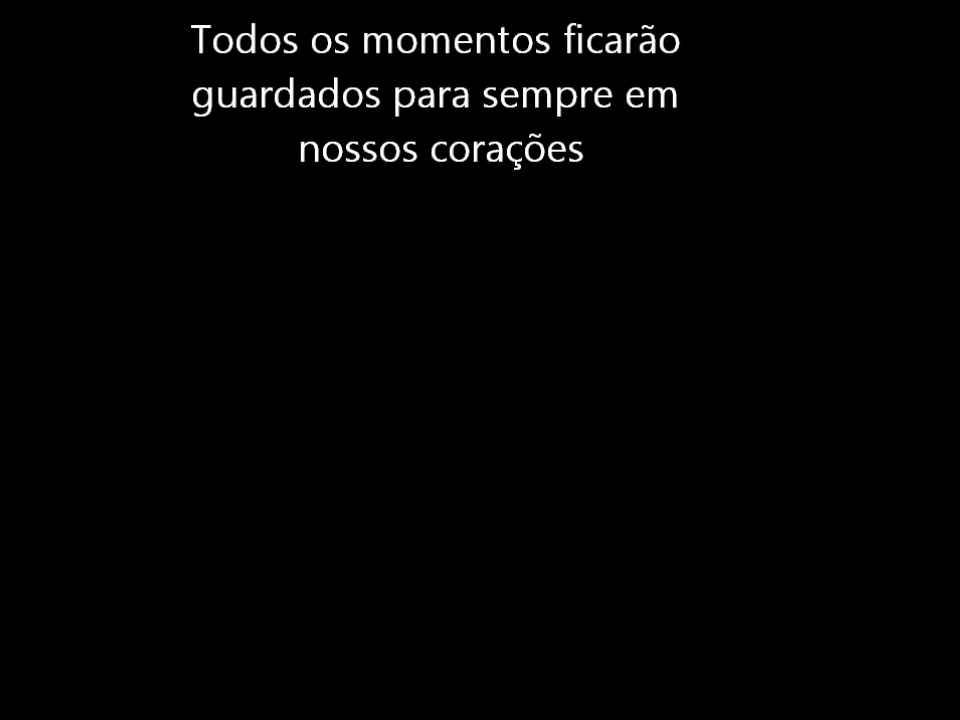 Todos os momentos ficarão
guardados para sempre em
nossos corações